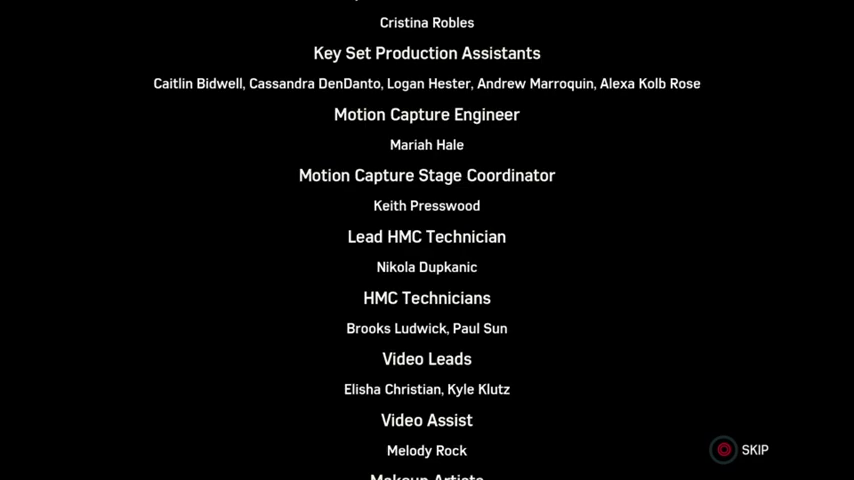 Cristina Robles
Key Set Production Assistants
Caitlin Bidwell, Cassandra DenDanto, Logan Hester, Andrew Marroquin, Alexa Kolb Rose
Motion Capture Engineer
Mariah Hale
Motion Capture Stage Coordinator
Keith Presswood
Lead HMC Technician
Nikola Dupkanic
HMC Technicians
Brooks Ludwick, Paul Sun
Video Leads
Elisha Christian, Kyle Klutz
Video Assist
Melody Rock
SKIP
Makeup Artists